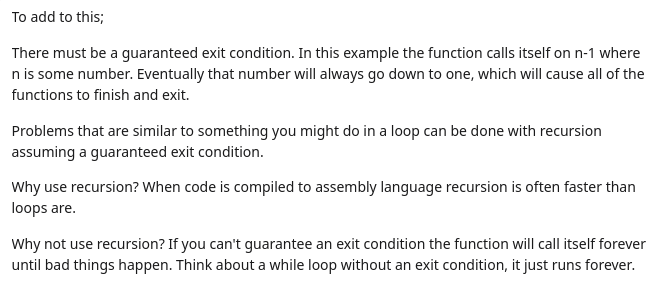 To add to this;
There must be a guaranteed exit condition. In this example the function calls itself on n-1 where
n is some number. Eventually that number will always go down to one, which will cause all of the
functions to finish and exit.
Problems that are similar to something you might do in a loop can be done with recursion
assuming a guaranteed exit condition.
Why use recursion? When code is compiled to assembly language recursion is often faster than
loops are.
Why not use recursion? If you can't guarantee an exit condition the function will call itself forever
until bad things happen. Think about a while loop without an exit condition, it just runs forever.